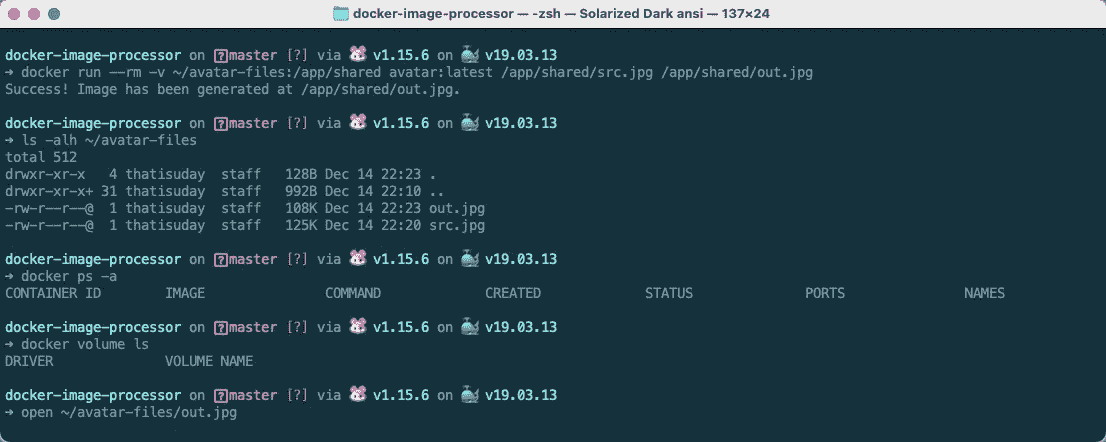 docker-image-processor — -zsh — Solarized Dark ansi — 137×24
docker-image-processor on ?master [?] via 🐭 v1.15.6 on 🐳 v19.03.13
➜ docker run --rm -v ~/avatar-files:/app/shared avatar:latest /app/shared/src.jpg /app/shared/out.jpg
Success! Image has been generated at /app/shared/out.jpg.
docker-image-processor on ?master [?] via 🐭 v1.15.6 on 🐳 v19.03.13
➜ ls -alh ~/avatar-files
total 512
drwxr-xr-x   4 thatisuday  staff   128B Dec 14 22:23 .
drwxr-xr-x+ 31 thatisuday  staff   992B Dec 14 22:10 ..
-rw-r--r--@  1 thatisuday  staff   108K Dec 14 22:23 out.jpg
-rw-r--r--@  1 thatisuday  staff   125K Dec 14 22:20 src.jpg
docker-image-processor on ?master [?] via 🐭 v1.15.6 on 🐳 v19.03.13
➜ docker ps -a
CONTAINER ID        IMAGE               COMMAND             CREATED             STATUS              PORTS               NAMES
docker-image-processor on ?master [?] via 🐭 v1.15.6 on 🐳 v19.03.13
➜ docker volume ls
DRIVER              VOLUME NAME
docker-image-processor on ?master [?] via 🐭 v1.15.6 on 🐳 v19.03.13
➜ open ~/avatar-files/out.jpg